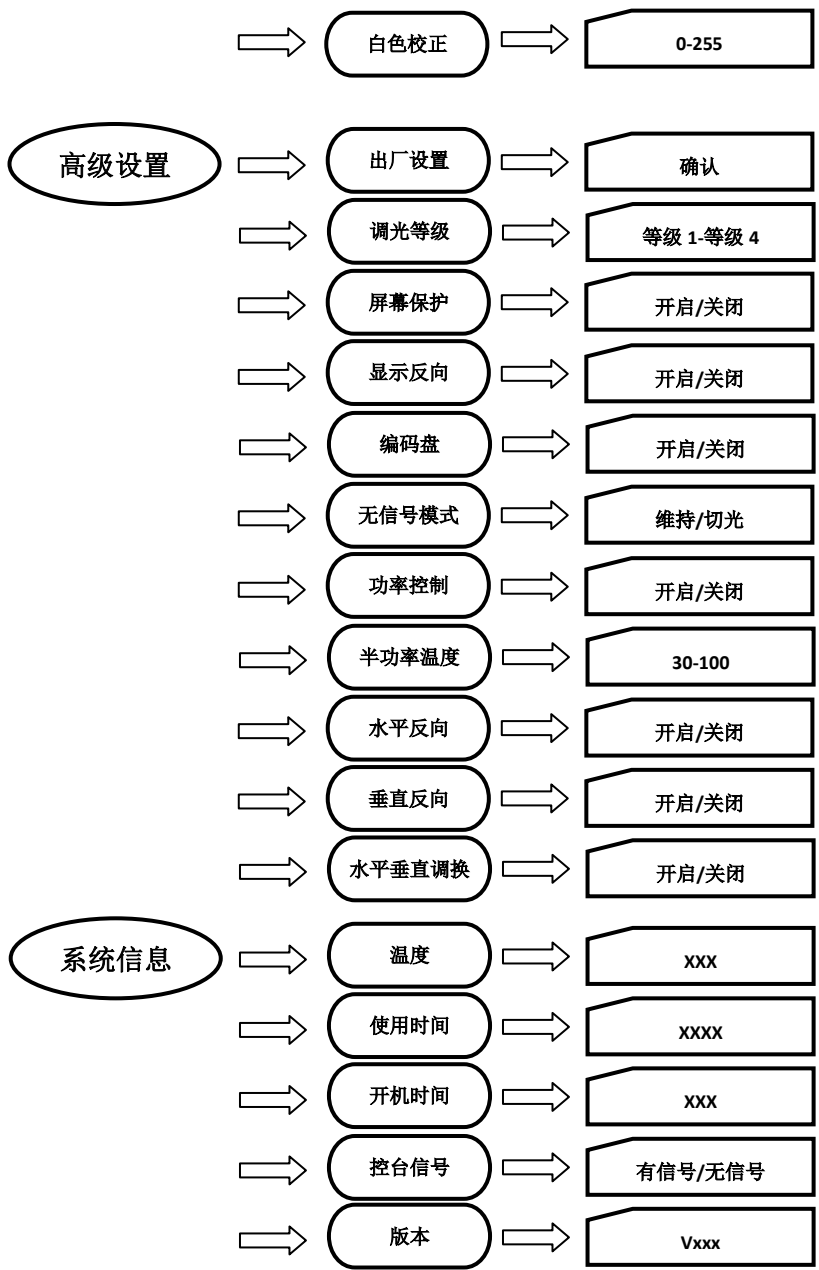 白色校正
0-255
高级设置
出厂设置
确认
调光等级
等级 1-等级 4
屏幕保护
开启/关闭
显示反向
开启/关闭
编码盘
开启/关闭
无信号模式
维持/切光
功率控制
开启/关闭
半功率温度
30-100
水平反向
开启/关闭
垂直反向
开启/关闭
水平垂直调换
开启/关闭
系统信息
温度
XXX
使用时间
XXXX
开机时间
XXX
控台信号
有信号/无信号
版本
Vxxx